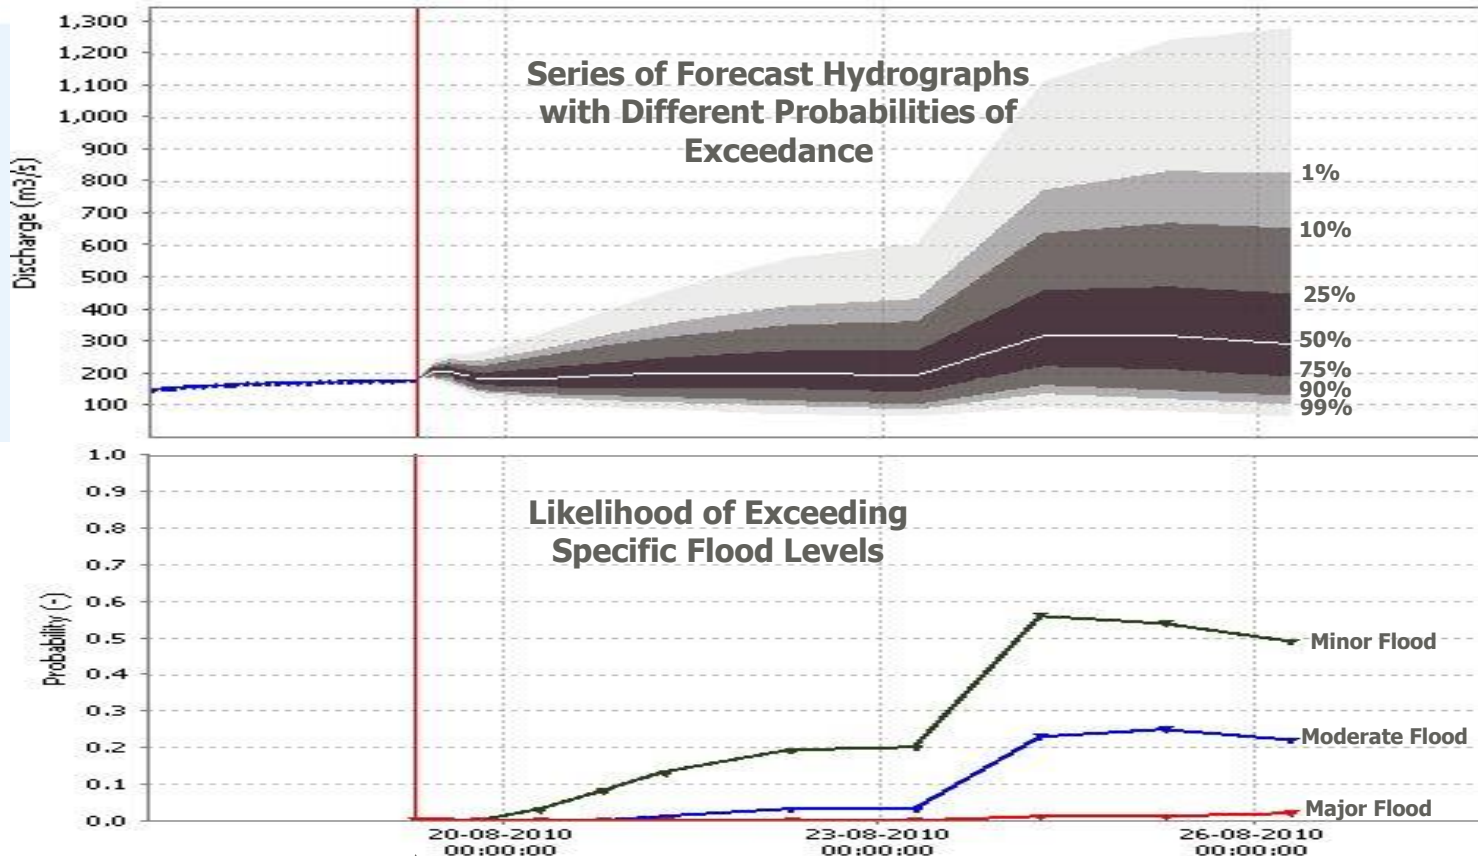 1,300
1,200
1,100
1,000
900
800
700
600
500
400
300
200
100
Discharge (m3/s)
Series of Forecast Hydrographs
with Different Probabilities of
Exceedance
1%
10%
25%
50%
75%
90%
99%
1.0
0.9
0.8
0.7
0.6
0.5
0.4
0.3
0.2
0.1
0.0
Probability (-)
Likelihood of Exceeding
Specific Flood Levels
Minor Flood
Moderate Flood
Major Flood
20-08-2010 23-08-2010 26-08-2010
00:00:00 00:00:00 00:00:00